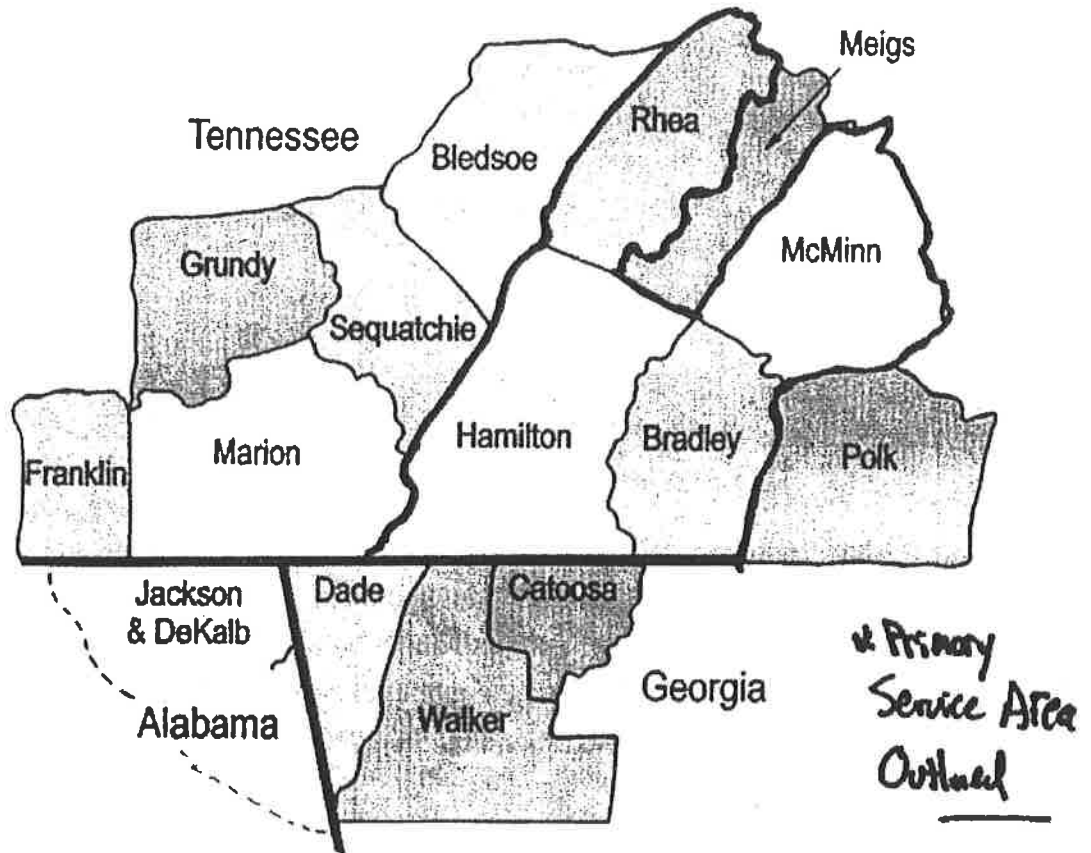 Meigs
Rhea
Tennessee
Bledsoe
McMinn
Grundy
Sequatchie
Hamilton
Bradley
Marion
Polk
Franklin
Jackson
& DeKalb
Dade
Catoosa
Georgia
Walker
Alabama
* Primary
Service Area
Outlined